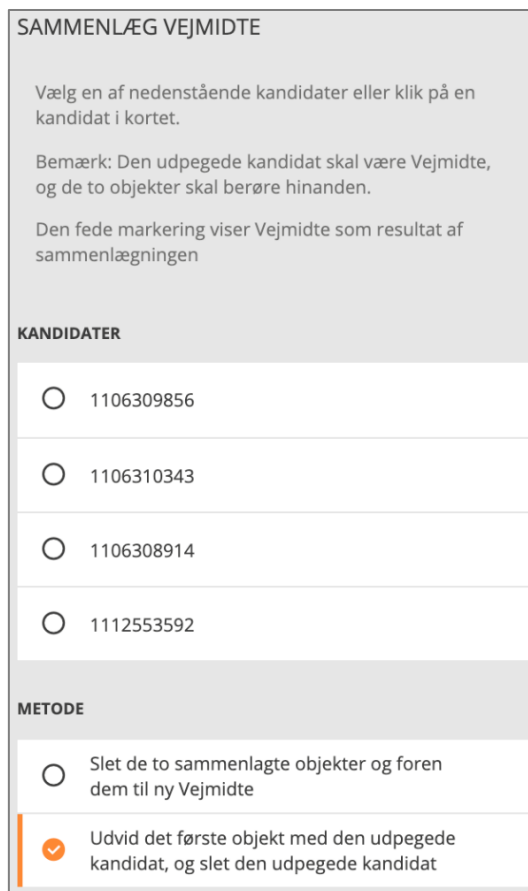 SAMMENLÆG VEJMIDTE
Vælg en af nedenstående kandidater eller klik på en
kandidat i kortet.
Bemærk: Den udpegede kandidat skal være Vejmidte,
og de to objekter skal berøre hinanden.
Den fede markering viser Vejmidte som resultat af
sammenlægningen
KANDIDATER
1106309856
1106310343
1106308914
1112553592
METODE
Slet de to sammenlagte objekter og foren
dem til ny Vejmidte
Udvid det første objekt med den udpegede
kandidat, og slet den udpegede kandidat